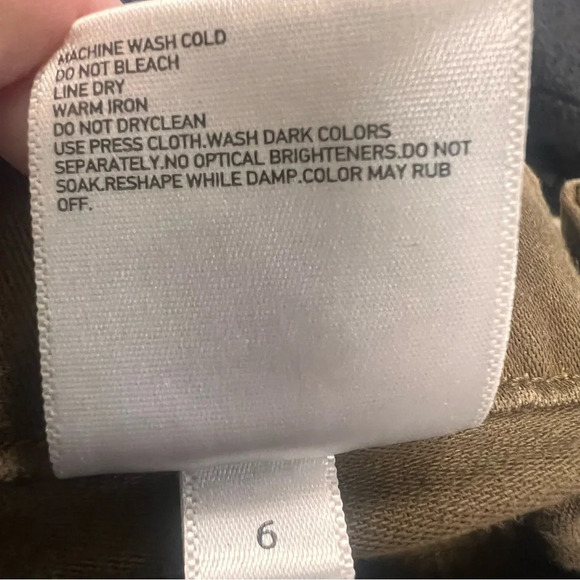 MACHINE WASH COLD
DO NOT BLEACH
LINE DRY
WARM IRON
DO NOT DRYCLEAN
USE PRESS CLOTH.WASH DARK COLORS
SEPARATELY.NO OPTICAL BRIGHTENERS.DO NOT
SOAK.RESHAPE WHILE DAMP.COLOR MAY RUB
OFF.
6